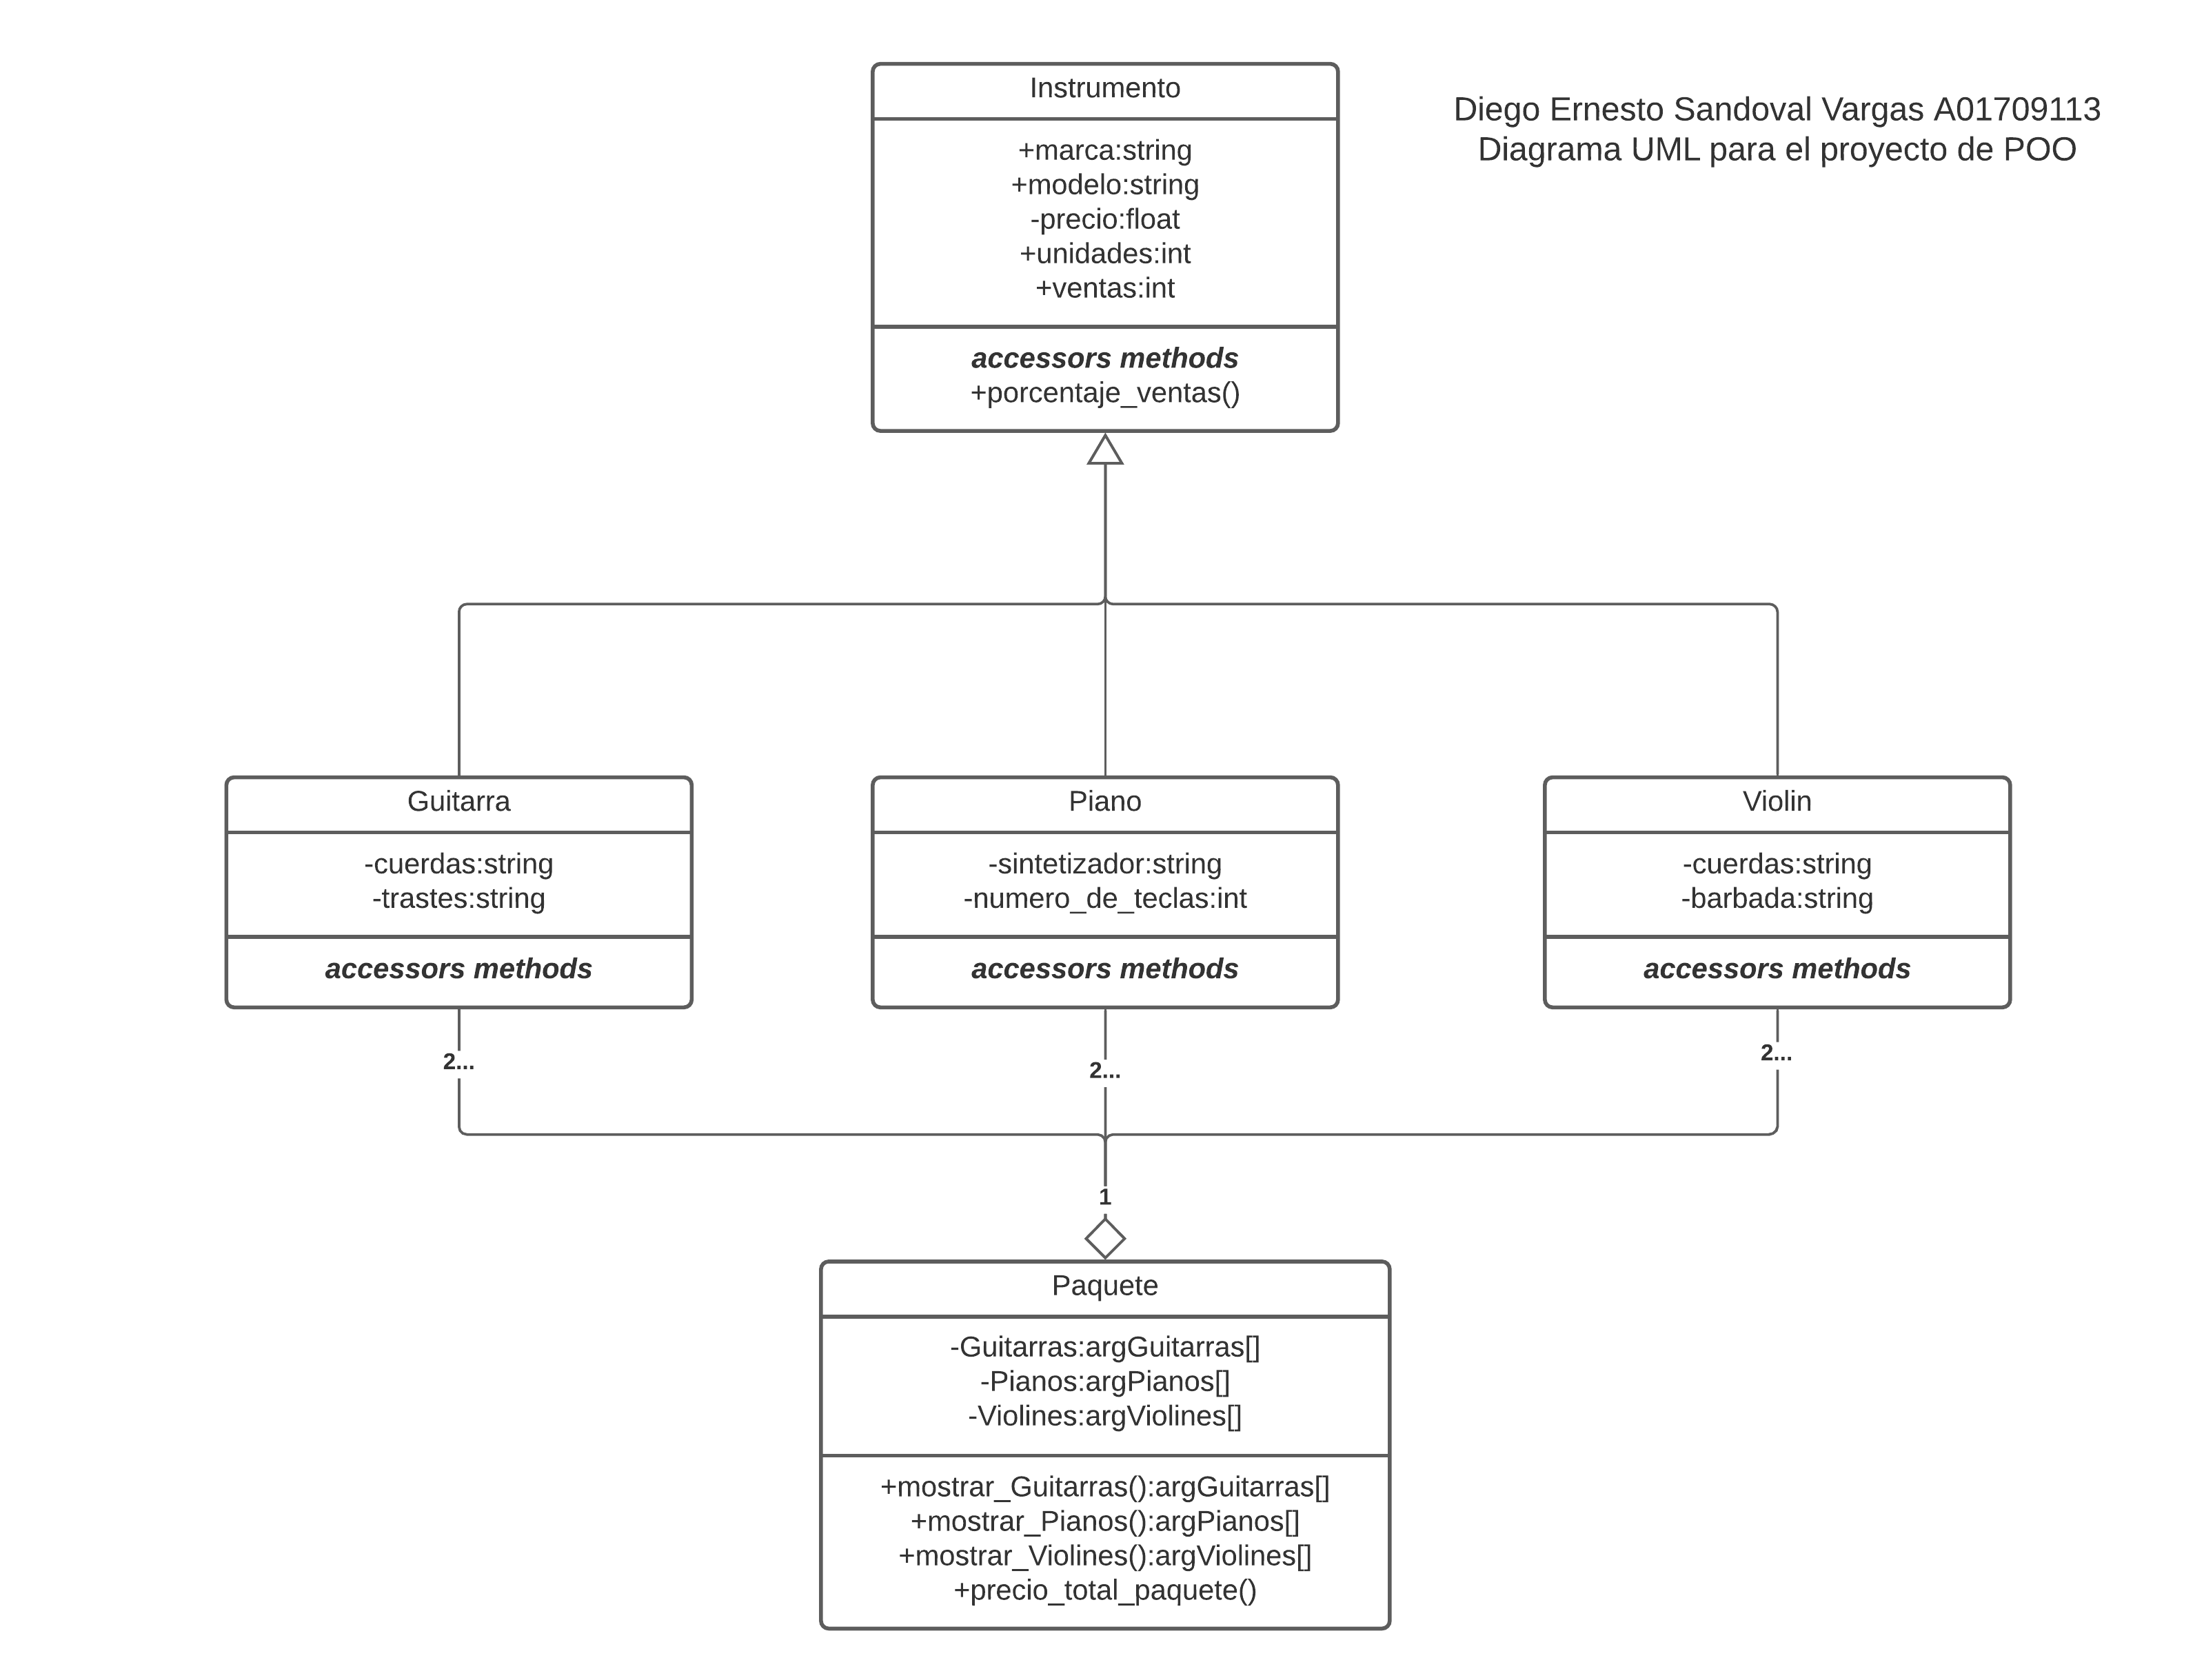 Instrumento
+marca:string
+modelo:string
-precio:float
+unidades:int
+ventas:int
accessors methods
+porcentaje_ventas()
Diego Ernesto Sandoval Vargas A01709113
Diagrama UML para el proyecto de POO
Guitarra
-cuerdas:string
-trastes:string
accessors methods
Piano
-sintetizador:string
-numero_de_teclas:int
accessors methods
Violin
-cuerdas:string
-barbada:string
accessors methods
2...
2...
2...
1
Paquete
-Guitarras:argGuitarras[]
-Pianos:argPianos[]
-Violines:argViolines[]
+mostrar_Guitarras():argGuitarras[]
+mostrar_Pianos():argPianos[]
+mostrar_Violines():argViolines[]
+precio_total_paquete()